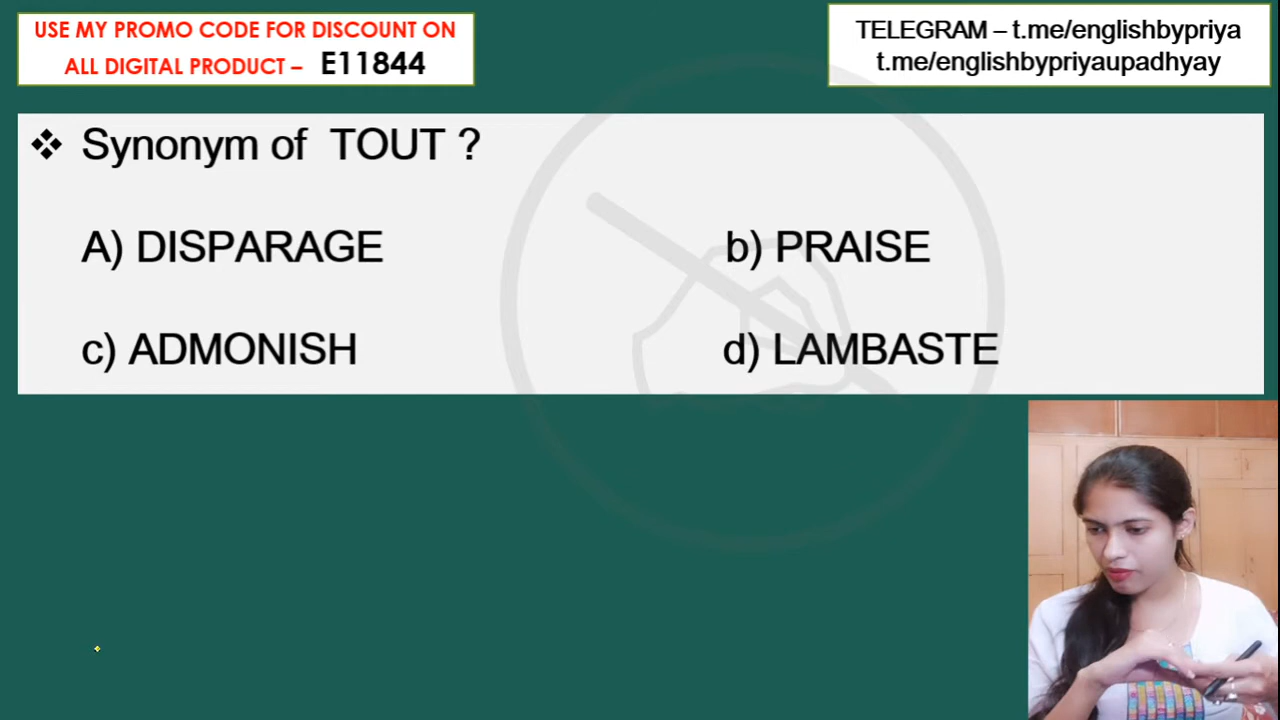 USE MY PROMO CODE FOR DISCOUNT ON
ALL DIGITAL PRODUCT – E11844
TELEGRAM – t.me/englishbypriya
t.me/englishbypriyaupadhyay
❖ Synonym of TOUT ?
A) DISPARAGE b) PRAISE
c) ADMONISH d) LAMBASTE